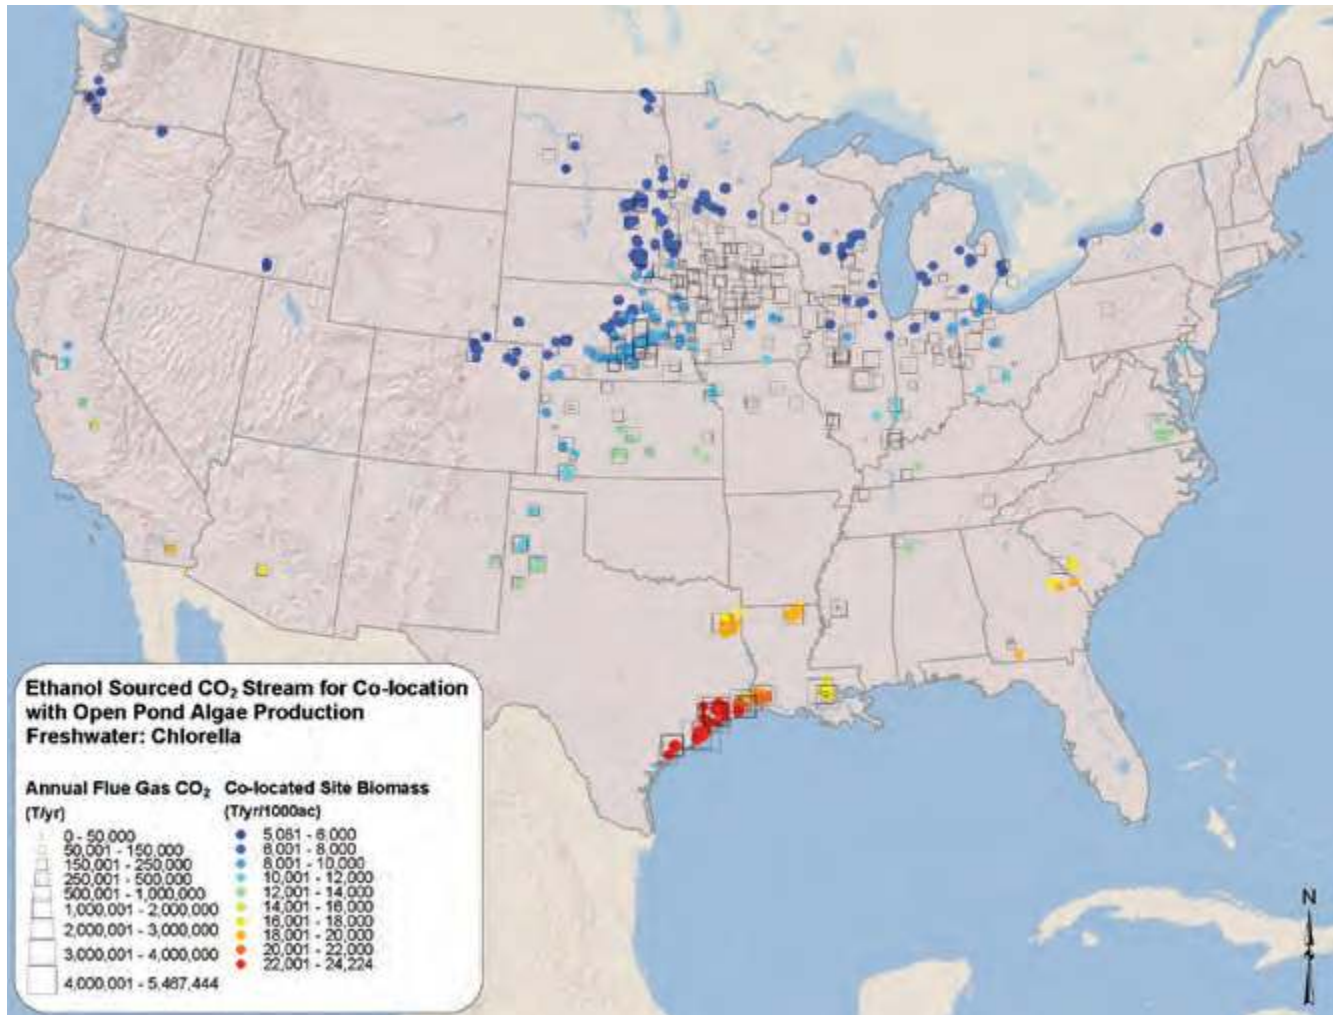 Ethanol Sourced CO₂ Stream for Co-location
with Open Pond Algae Production
Freshwater: Chlorella
Annual Flue Gas CO₂
(T/yr)
0 - 50,000
50,001 - 150,000
150,001 - 250,000
250,001 - 500,000
500,001 - 1,000,000
1,000,001 - 2,000,000
2,000,001 - 3,000,000
3,000,001 - 4,000,000
4,000,001 - 5,467,444
Co-located Site Biomass
(T/yr/1000ac)
5,061 - 6,000
6,001 - 8,000
8,001 - 10,000
10,001 - 12,000
12,001 - 14,000
14,001 - 16,000
16,001 - 18,000
18,001 - 20,000
20,001 - 22,000
22,001 - 24,224
N